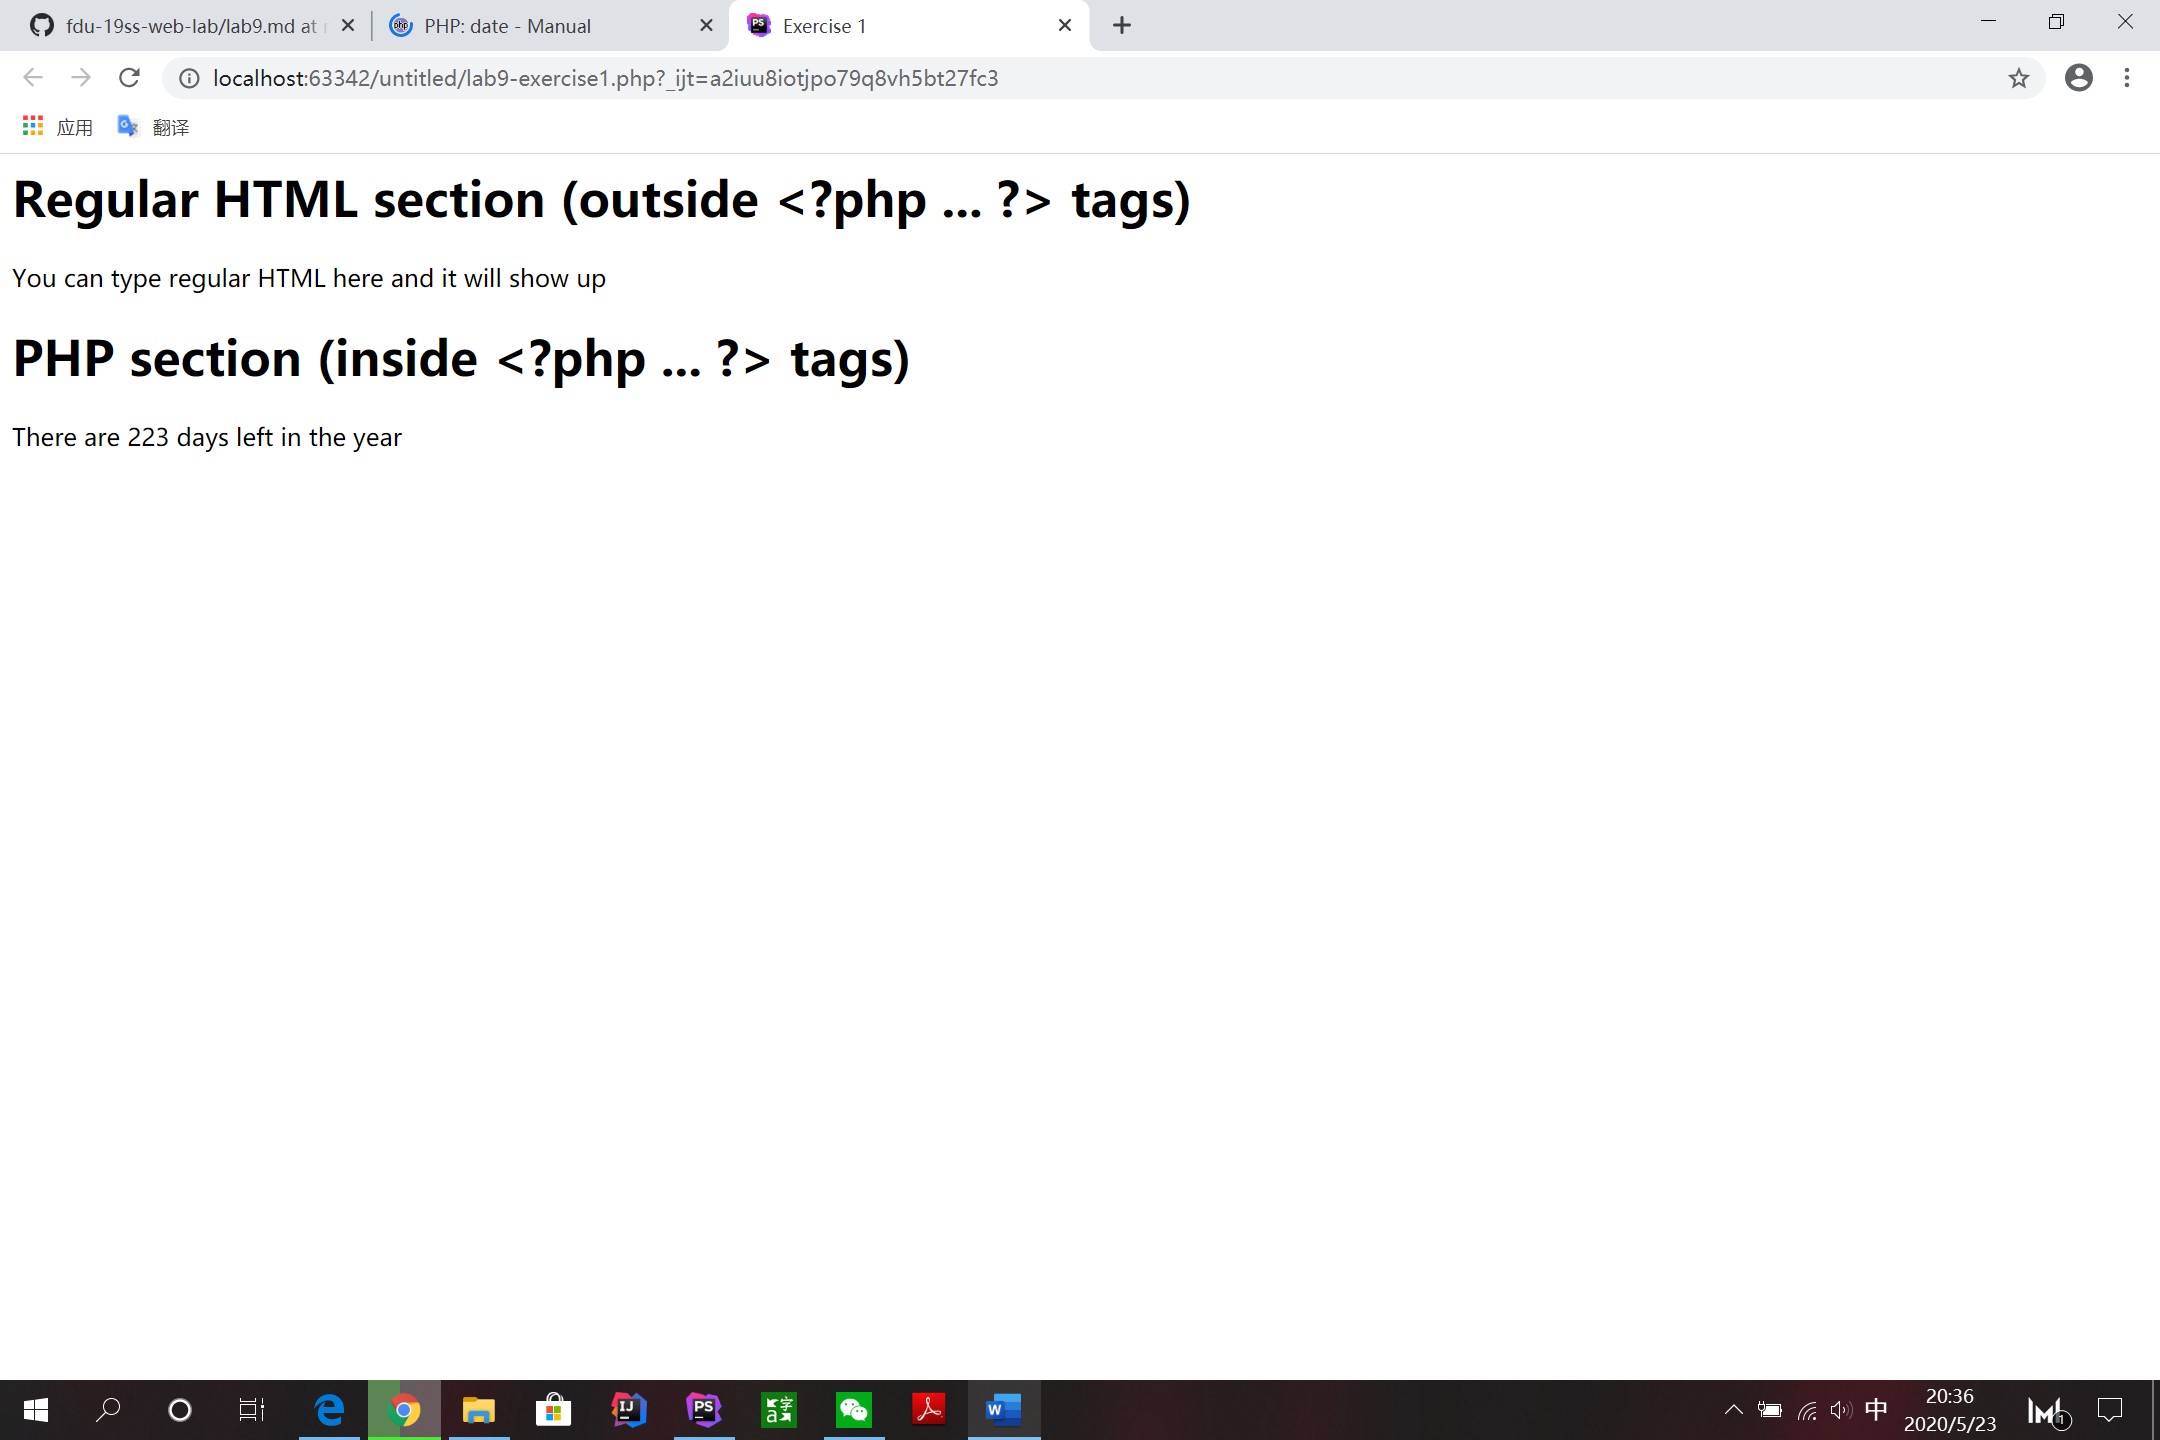 fdu-19ss-web-lab/lab9.md at
PHP: date - Manual
Exercise 1
localhost:63342/untitled/lab9-exercise1.php?_ijt=a2iuu8iotjpo79q8vh5bt27fc3
应用 翻译
Regular HTML section (outside <?php ... ?> tags)
You can type regular HTML here and it will show up
PHP section (inside <?php ... ?> tags)
There are 223 days left in the year
中
20:36
2020/5/23